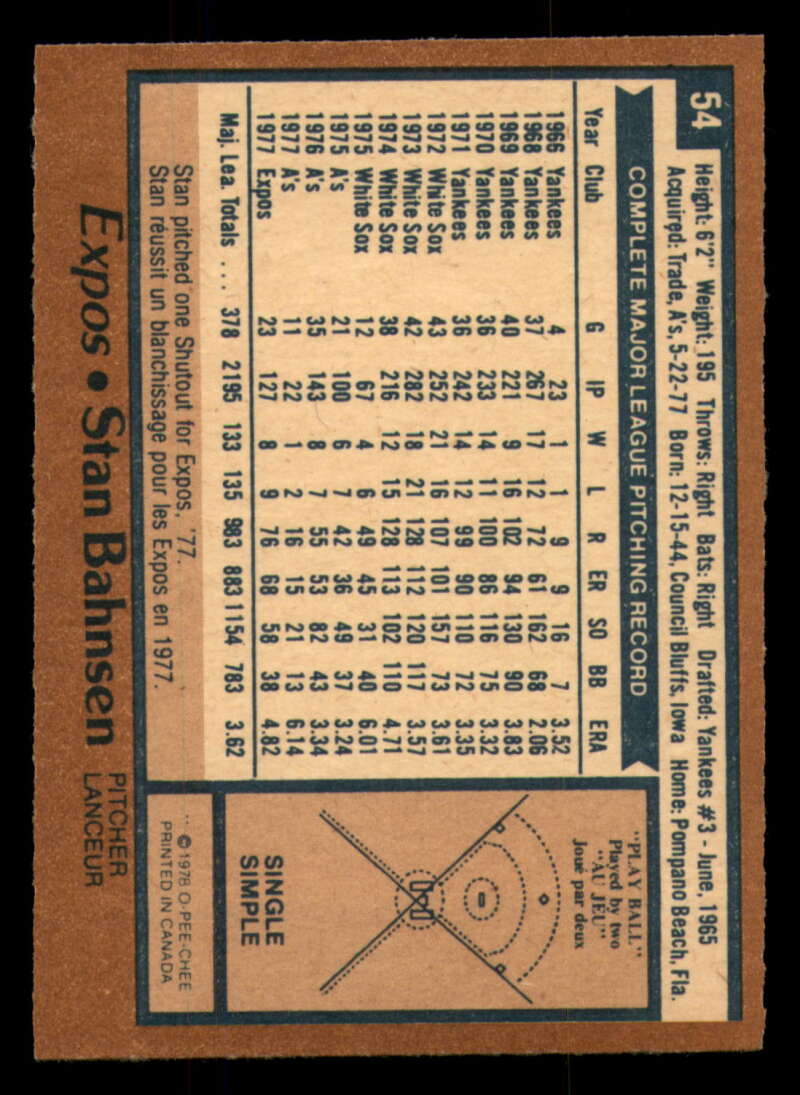 54
Height: 6'2" Weight: 195 Throws: Right Bats: Right Drafted: Yankees #3 - June, 1965
Acquired: Trade, A's, 5-22-77 Born: 12-15-44, Council Bluffs, Iowa Home: Pompano Beach, Fla.
COMPLETE MAJOR LEAGUE PITCHING RECORD
Year Club G IP W L R ER SO BB ERA
1966 Yankees 4 23 1 1 9 9 16 7 3.52
1968 Yankees 37 267 17 12 72 61 162 68 2.06
1969 Yankees 40 221 9 16 102 94 130 90 3.83
1970 Yankees 36 233 14 11 100 86 116 75 3.32
1971 Yankees 36 242 14 12 99 90 110 72 3.35
1972 White Sox 43 252 21 16 107 101 157 73 3.61
1973 White Sox 42 282 18 21 128 112 120 117 3.57
1974 White Sox 38 216 12 15 128 113 102 110 4.71
1975 White Sox 12 67 4 6 49 45 31 40 6.01
1975 A's 21 100 6 7 42 36 49 37 3.24
1976 A's 35 143 8 7 55 53 82 43 3.34
1977 A's 11 22 1 2 16 15 21 13 6.14
1977 Expos 23 127 8 9 76 68 58 38 4.82
Maj. Lea. Totals ... 378 2195 133 135 983 883 1154 783 3.62
Stan pitched one Shutout for Expos, '77.
Stan réussit un blanchissage pour les Expos en 1977.
"PLAY BALL"
Played by two
"AU JEU"
Joué par deux
SINGLE
SIMPLE
** © 1978 O-PEE-CHEE
PRINTED IN CANADA
Expos • Stan Bahnsen PITCHER
LANCEUR